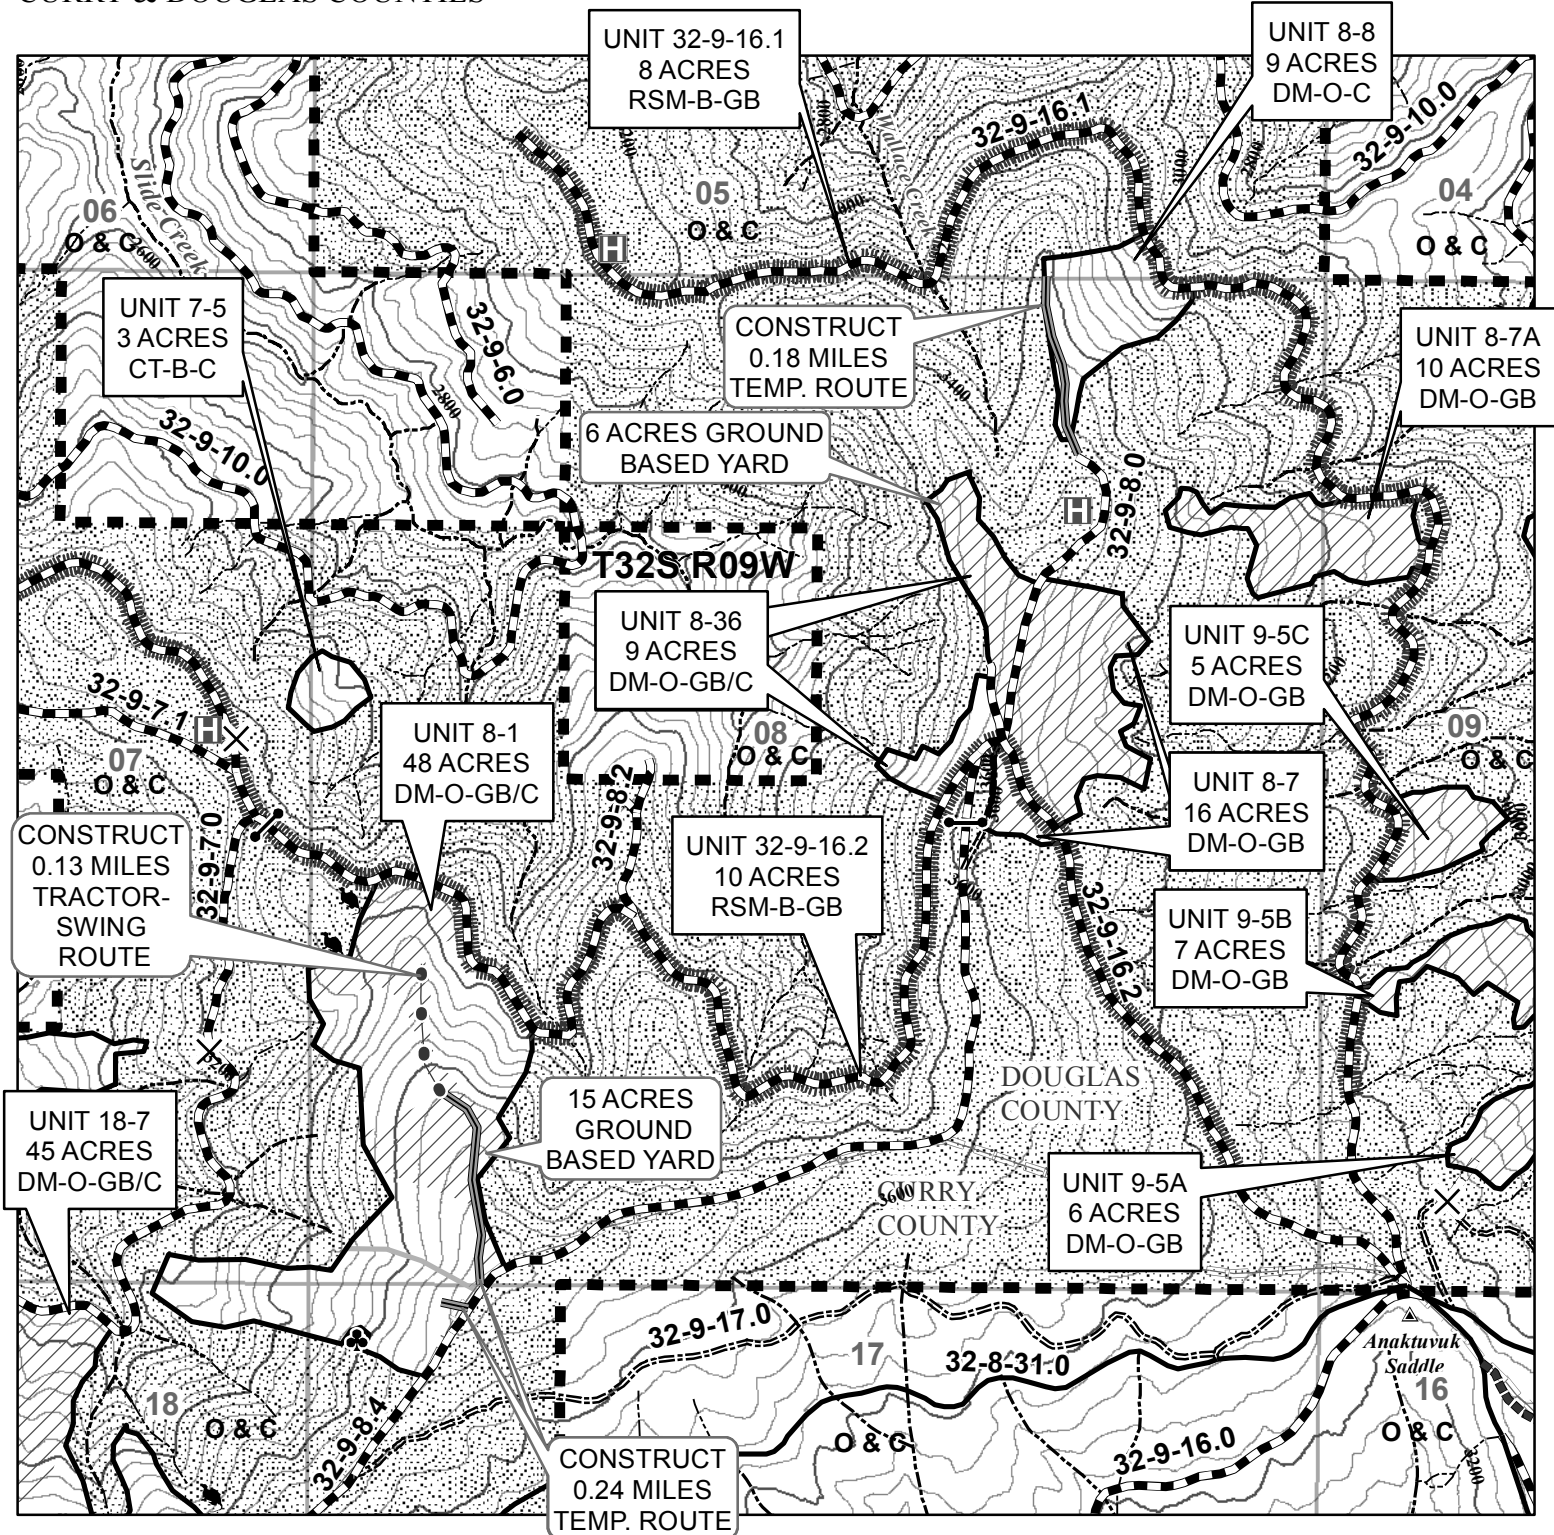 CURRY & DOUGLAS COUNTIES
UNIT 32-9-16.1
8 ACRES
RSM-B-GB
UNIT 8-8
9 ACRES
DM-O-C
32-9-16.1
32-9-10.0
2800
Walace Creek
Slide Creek
06
O & C
3600
05
O & C
04
O & C
H
UNIT 7-5
3 ACRES
CT-B-C
32-9-6.0
2800
CONSTRUCT
0.18 MILES
TEMP. ROUTE
UNIT 8-7A
10 ACRES
DM-O-GB
3400
32-9-10.0
6 ACRES GROUND
BASED YARD
32-9-8.0
H
T32S R09W
UNIT 8-36
9 ACRES
DM-O-GB/C
UNIT 9-5C
5 ACRES
DM-O-GB
32-9-7.1
H
07
O & C
UNIT 8-1
48 ACRES
DM-O-GB/C
08
O & C
09
O & C
32-9-8.2
UNIT 8-7
16 ACRES
DM-O-GB
CONSTRUCT
0.13 MILES
TRACTOR-
SWING
ROUTE
32-9-7.0
UNIT 32-9-16.2
10 ACRES
RSM-B-GB
32-9-16.2
UNIT 9-5B
7 ACRES
DM-O-GB
3200
DOUGLAS
COUNTY
15 ACRES
GROUND
BASED YARD
UNIT 18-7
45 ACRES
DM-O-GB/C
3600
CURRY
COUNTY
UNIT 9-5A
6 ACRES
DM-O-GB
32-9-17.0
17
32-8-31.0
Anaktuvuk
Saddle
16
O & C
18
O & C
32-9-8.4
O & C
32-9-16.0
3200
CONSTRUCT
0.24 MILES
TEMP. ROUTE